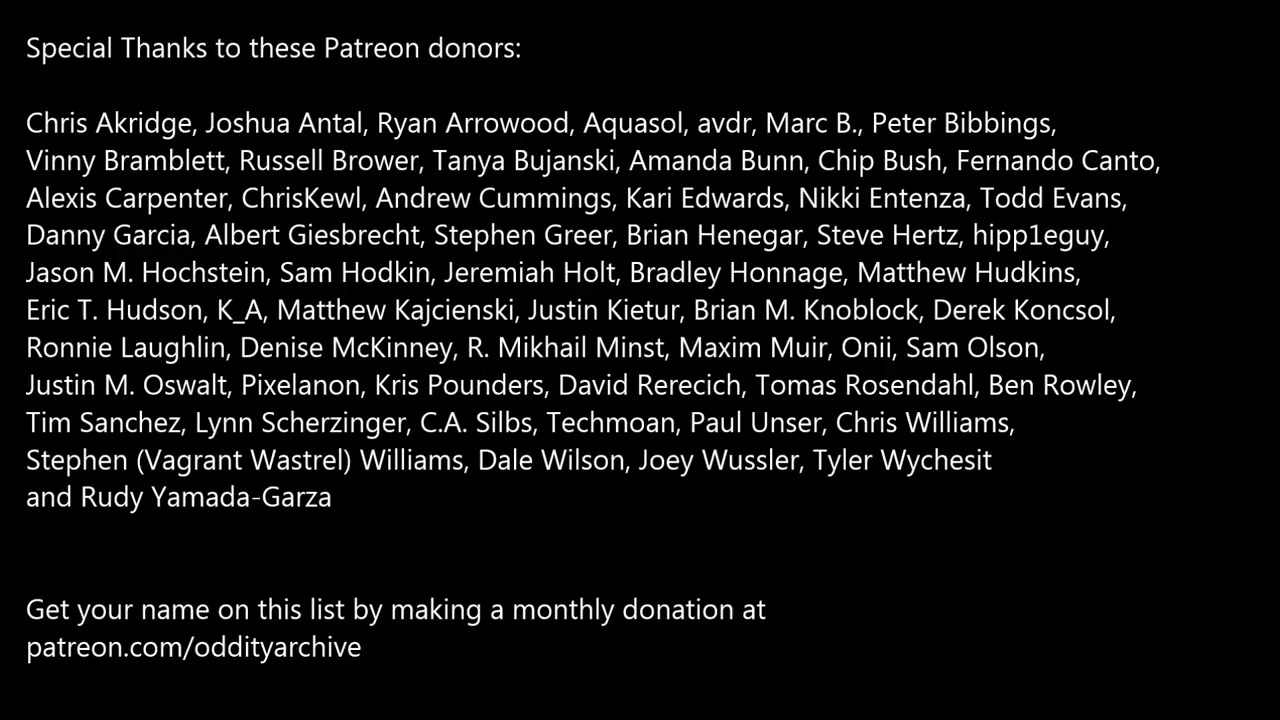 Special Thanks to these Patreon donors:
Chris Akridge, Joshua Antal, Ryan Arrowood, Aquasol, avdr, Marc B., Peter Bibbings,
Vinny Bramblett, Russell Brower, Tanya Bujanski, Amanda Bunn, Chip Bush, Fernando Canto,
Alexis Carpenter, ChrisKewl, Andrew Cummings, Kari Edwards, Nikki Entenza, Todd Evans,
Danny Garcia, Albert Giesbrecht, Stephen Greer, Brian Henegar, Steve Hertz, hipp1eguy,
Jason M. Hochstein, Sam Hodkin, Jeremiah Holt, Bradley Honnage, Matthew Hudkins,
Eric T. Hudson, K_A, Matthew Kajcienski, Justin Kietur, Brian M. Knoblock, Derek Koncsol,
Ronnie Laughlin, Denise McKinney, R. Mikhail Minst, Maxim Muir, Onii, Sam Olson,
Justin M. Oswalt, Pixelanon, Kris Pounders, David Rerecich, Tomas Rosendahl, Ben Rowley,
Tim Sanchez, Lynn Scherzinger, C.A. Silbs, Techmoan, Paul Unser, Chris Williams,
Stephen (Vagrant Wastrel) Williams, Dale Wilson, Joey Wussler, Tyler Wychesit
and Rudy Yamada-Garza
Get your name on this list by making a monthly donation at
patreon.com/oddityarchive